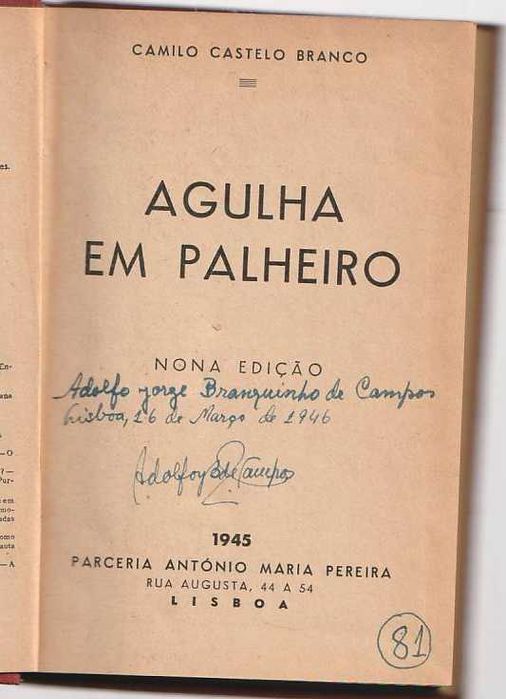 CAMILO CASTELO BRANCO
AGULHA
EM PALHEIRO
NONA EDIÇÃO
Adolfo Jorge Branquinho de Campos
Lisboa, 16 de Março de 1946
1945
PARCERIA ANTÓNIO MARIA PEREIRA
RUA AUGUSTA, 44 A 54
LISBOA
81